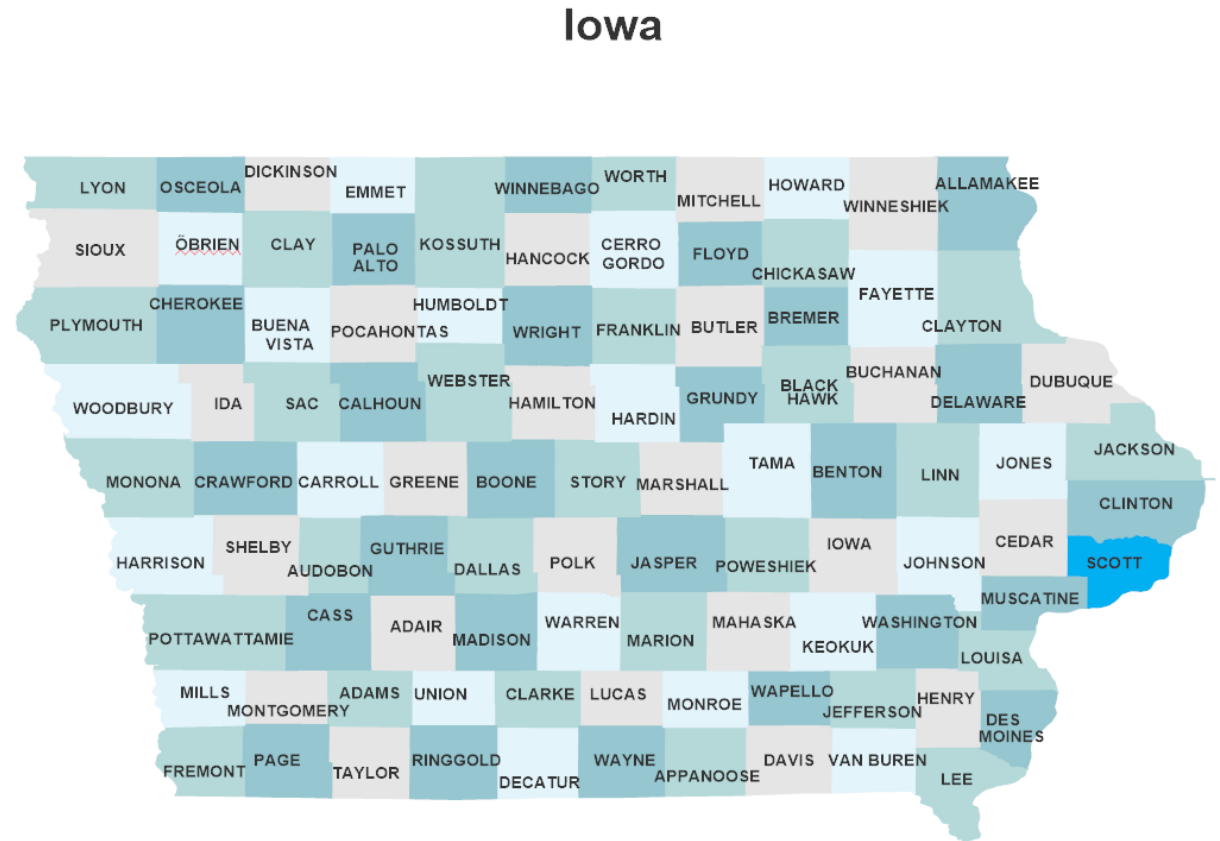 Iowa
LYON
OSCEOLA
DICKINSON
EMMET
WINNEBAGO
WORTH
MITCHELL
HOWARD
WINNESHIEK
ALLAMAKEE
SIOUX
ÖBRIEN
CLAY
PALO
ALTO
KOSSUTH
HANCOCK
CERRO
GORDO
FLOYD
CHICKASAW
FAYETTE
CLAYTON
PLYMOUTH
CHEROKEE
BUENA
VISTA
POCAHONTAS
HUMBOLDT
WRIGHT
FRANKLIN
BUTLER
BREMER
WOODBURY
IDA
SAC
CALHOUN
WEBSTER
HAMILTON
HARDIN
GRUNDY
BLACK
HAWK
BUCHANAN
DELAWARE
DUBUQUE
MONONA
CRAWFORD
CARROLL
GREENE
BOONE
STORY
MARSHALL
TAMA
BENTON
LINN
JONES
JACKSON
CLINTON
HARRISON
SHELBY
AUDOBON
GUTHRIE
DALLAS
POLK
JASPER
POWESHIEK
IOWA
JOHNSON
CEDAR
SCOTT
MUSCATINE
POTTAWATTAMIE
CASS
ADAIR
MADISON
WARREN
MARION
MAHASKA
KEOKUK
WASHINGTON
LOUISA
MILLS
MONTGOMERY
ADAMS
UNION
CLARKE
LUCAS
MONROE
WAPELLO
JEFFERSON
HENRY
DES
MOINES
FREMONT
PAGE
TAYLOR
RINGGOLD
DECATUR
WAYNE
APPANOOSE
DAVIS
VAN BUREN
LEE